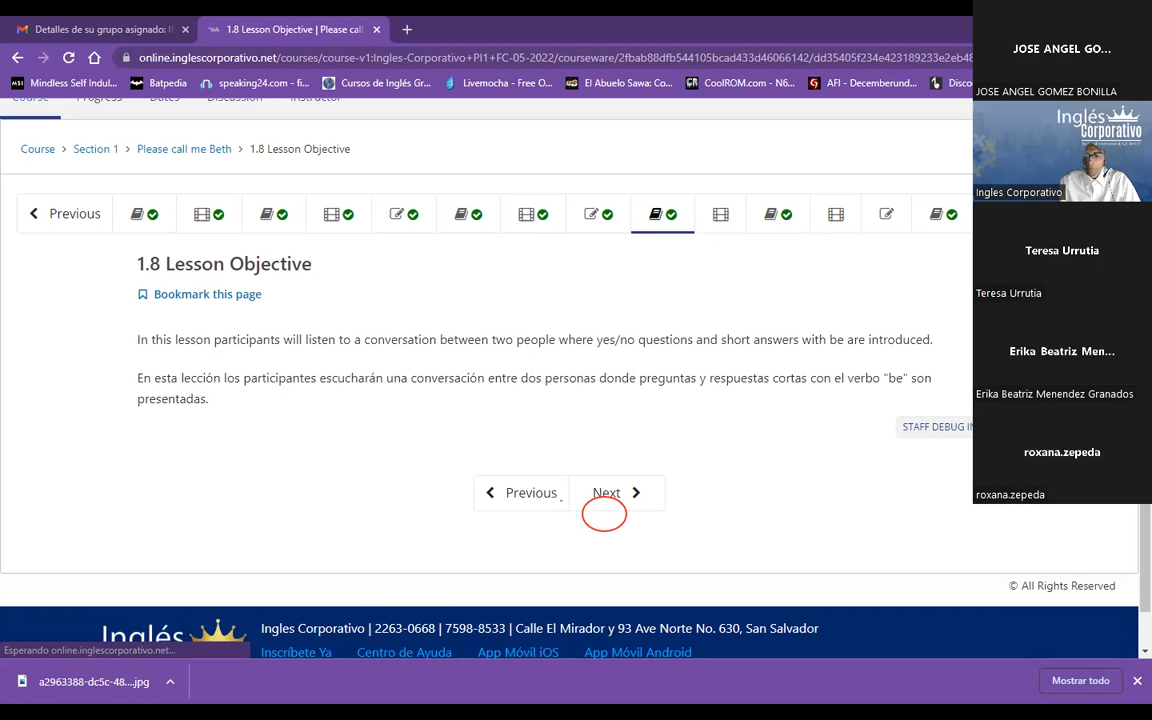 Detalles de su grupo asignado: I
1.8 Lesson Objective | Please cal
JOSE ANGEL GO...
online.inglescorporativo.net/courses/course-v1:Ingles-Corporativo+PI1+FC-05-2022/courseware/2fbab88dfb544105bcad433d46066142/dd35405f234e423189233e2eb48
Mindless Self Indul...
Batpedia
speaking24.com - fi...
Cursos de Inglés Gr...
Livemocha - Free O...
El Abuelo Sawa: Co...
CoolROM.com - N6...
AFI - Decemberund...
Disco
JOSE ANGEL GOMEZ BONILLA
Course
Progress
Dates
Discussion
Instructor
Inglés
Corporativo
Course > Section 1 > Please call me Beth > 1.8 Lesson Objective
Ingles Corporativo
Previous
1.8 Lesson Objective
Teresa Urrutia
Bookmark this page
Teresa Urrutia
In this lesson participants will listen to a conversation between two people where yes/no questions and short answers with be are introduced.
Erika Beatriz Men...
En esta lección los participantes escucharán una conversación entre dos personas donde preguntas y respuestas cortas con el verbo "be" son
presentadas.
Erika Beatriz Menendez Granados
STAFF DEBUG IN
roxana.zepeda
Previous
Next
roxana.zepeda
© All Rights Reserved
Inglés
Ingles Corporativo | 2263-0668 | 7598-8533 | Calle El Mirador y 93 Ave Norte No. 630, San Salvador
Esperando online.inglescorporativo.net...
Inscríbete Ya
Centro de Ayuda
App Móvil iOS
App Móvil Android
a2963388-dc5c-48....jpg
Mostrar todo